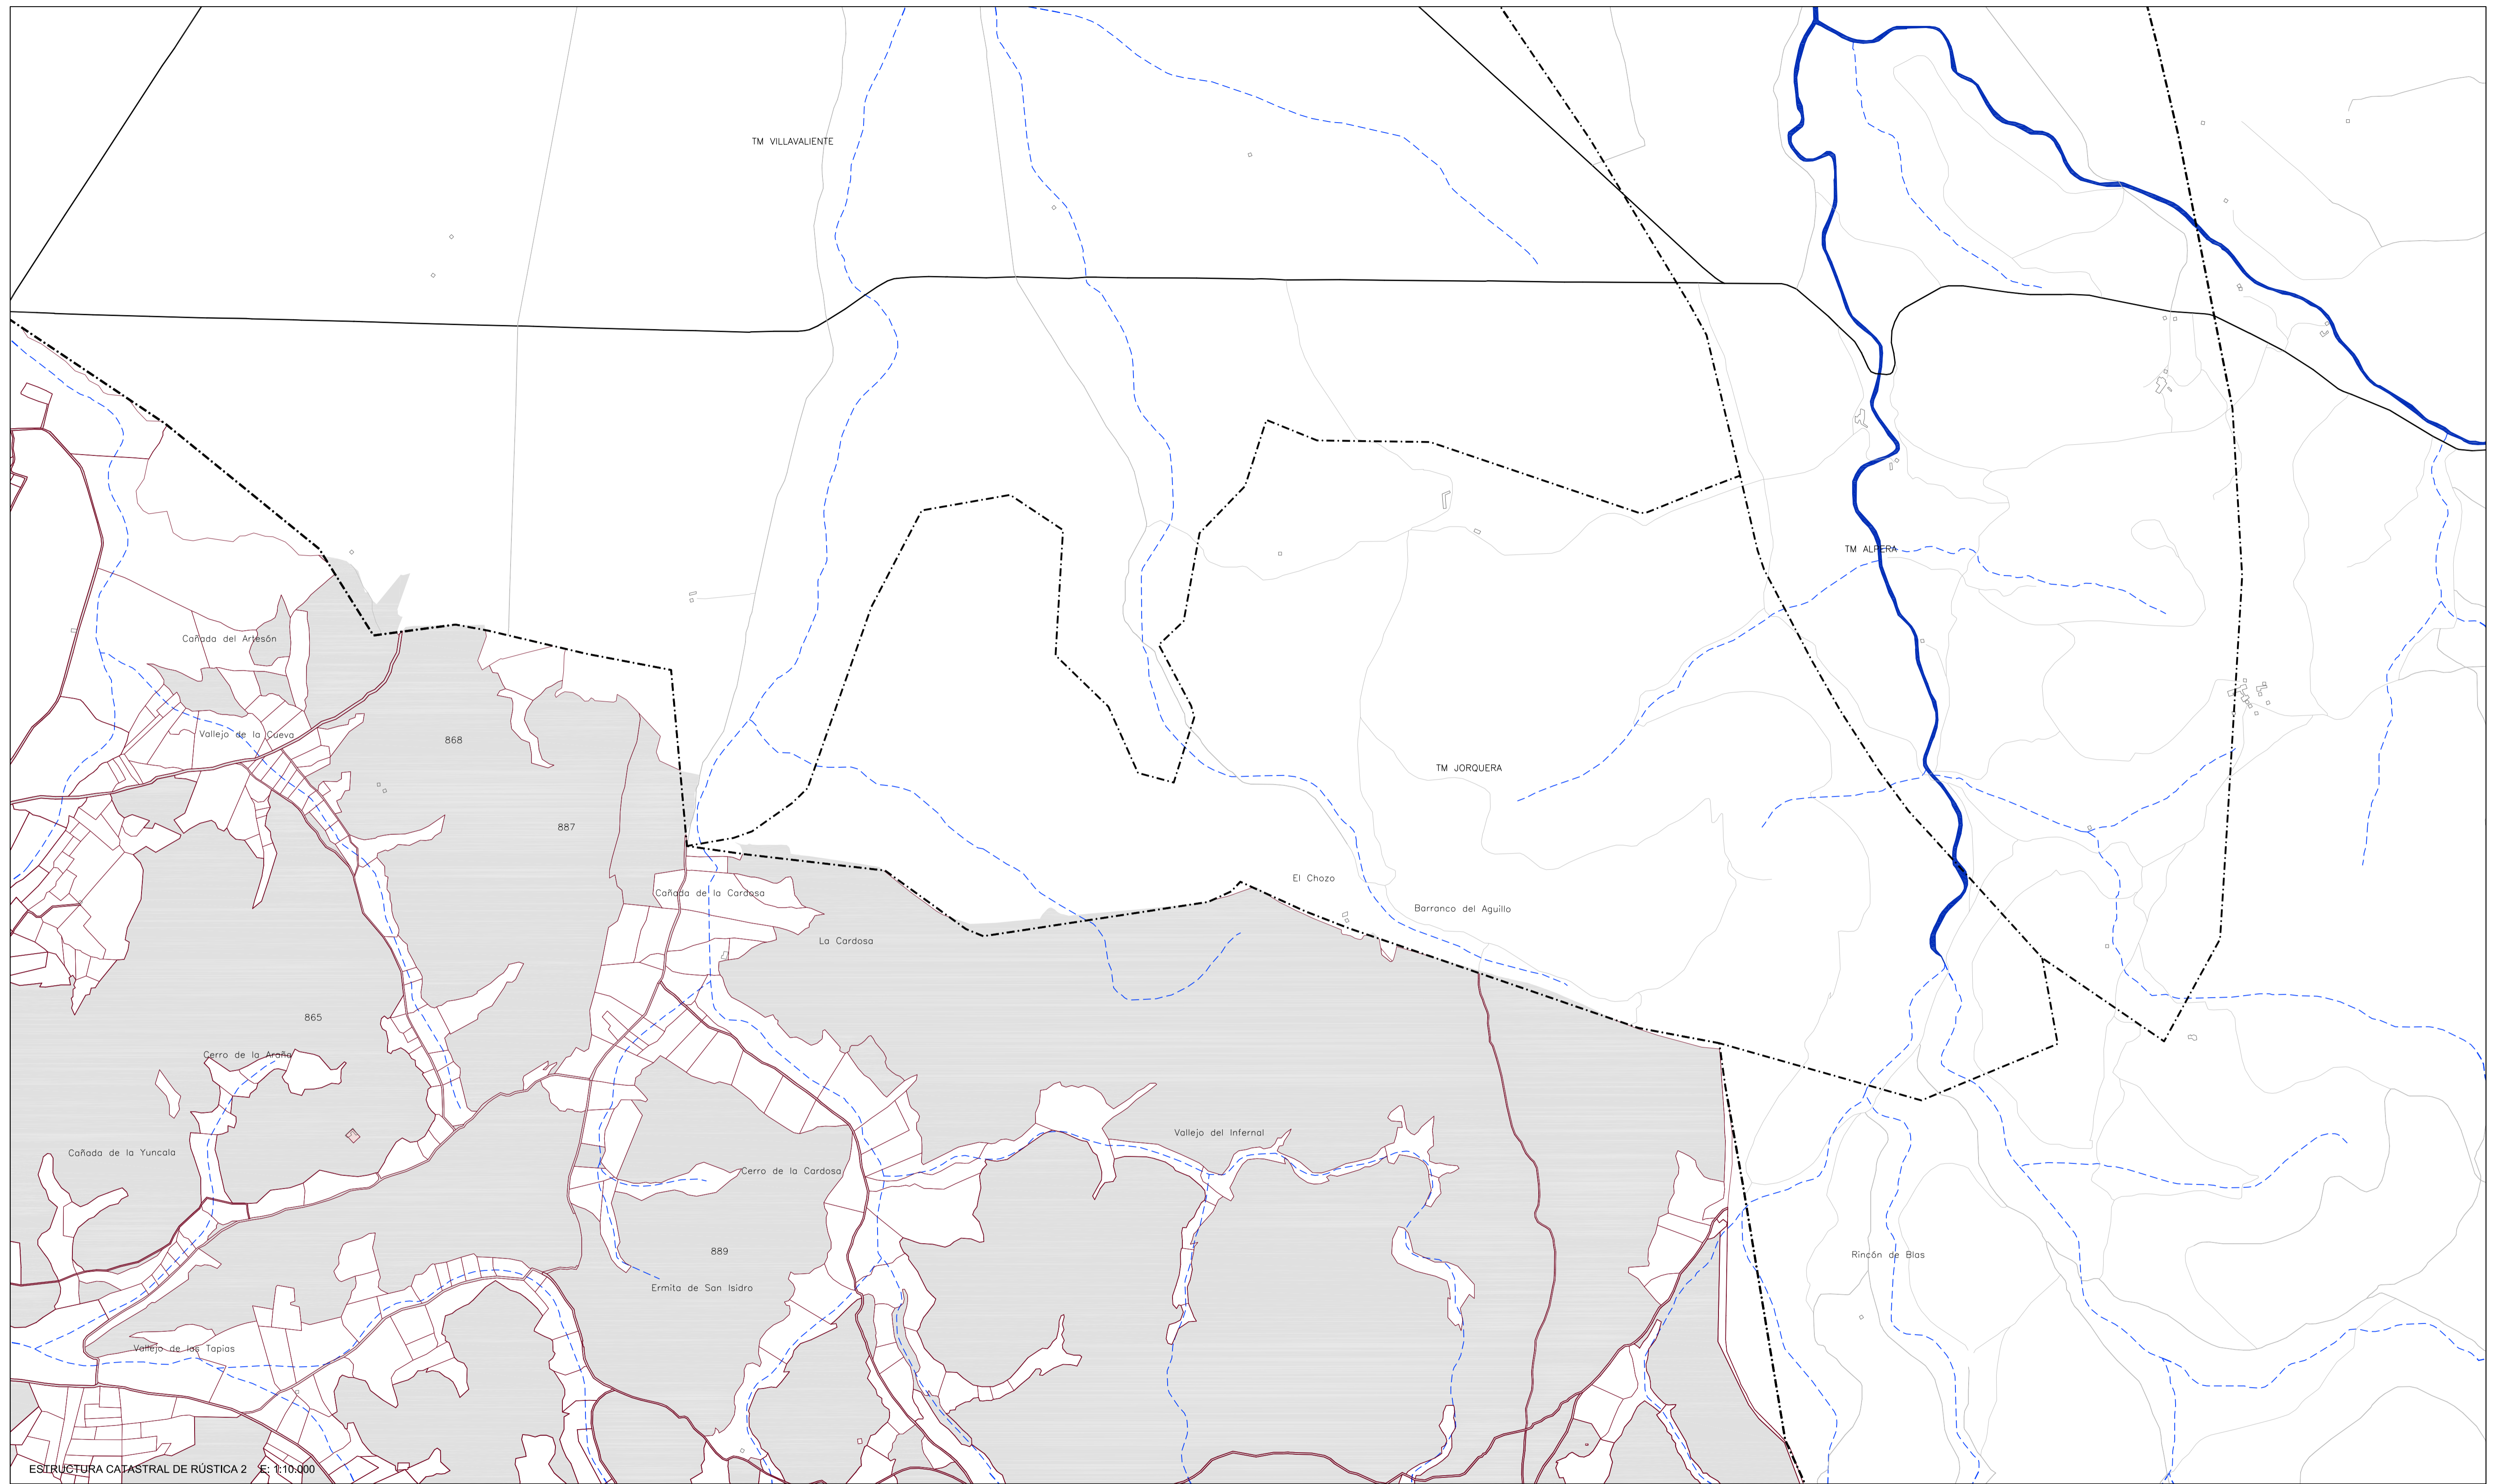 TM VILLAVALIENTE
TM ALPERA
Cañada del Artesón
Vallejo de la Cueva
868
TM JORQUERA
887
El Chozo
Cañada de la Cardosa
Barranco del Aguillo
La Cardosa
865
Cerro de la Araña
Vallejo del Infernal
Cañada de la Yuncala
Cerro de la Cardosa
889
Rincón de Blas
Ermita de San Isidro
Vallejo de las Tapias
ESTRUCTURA CATASTRAL DE RÚSTICA 2 E: 1:10.000